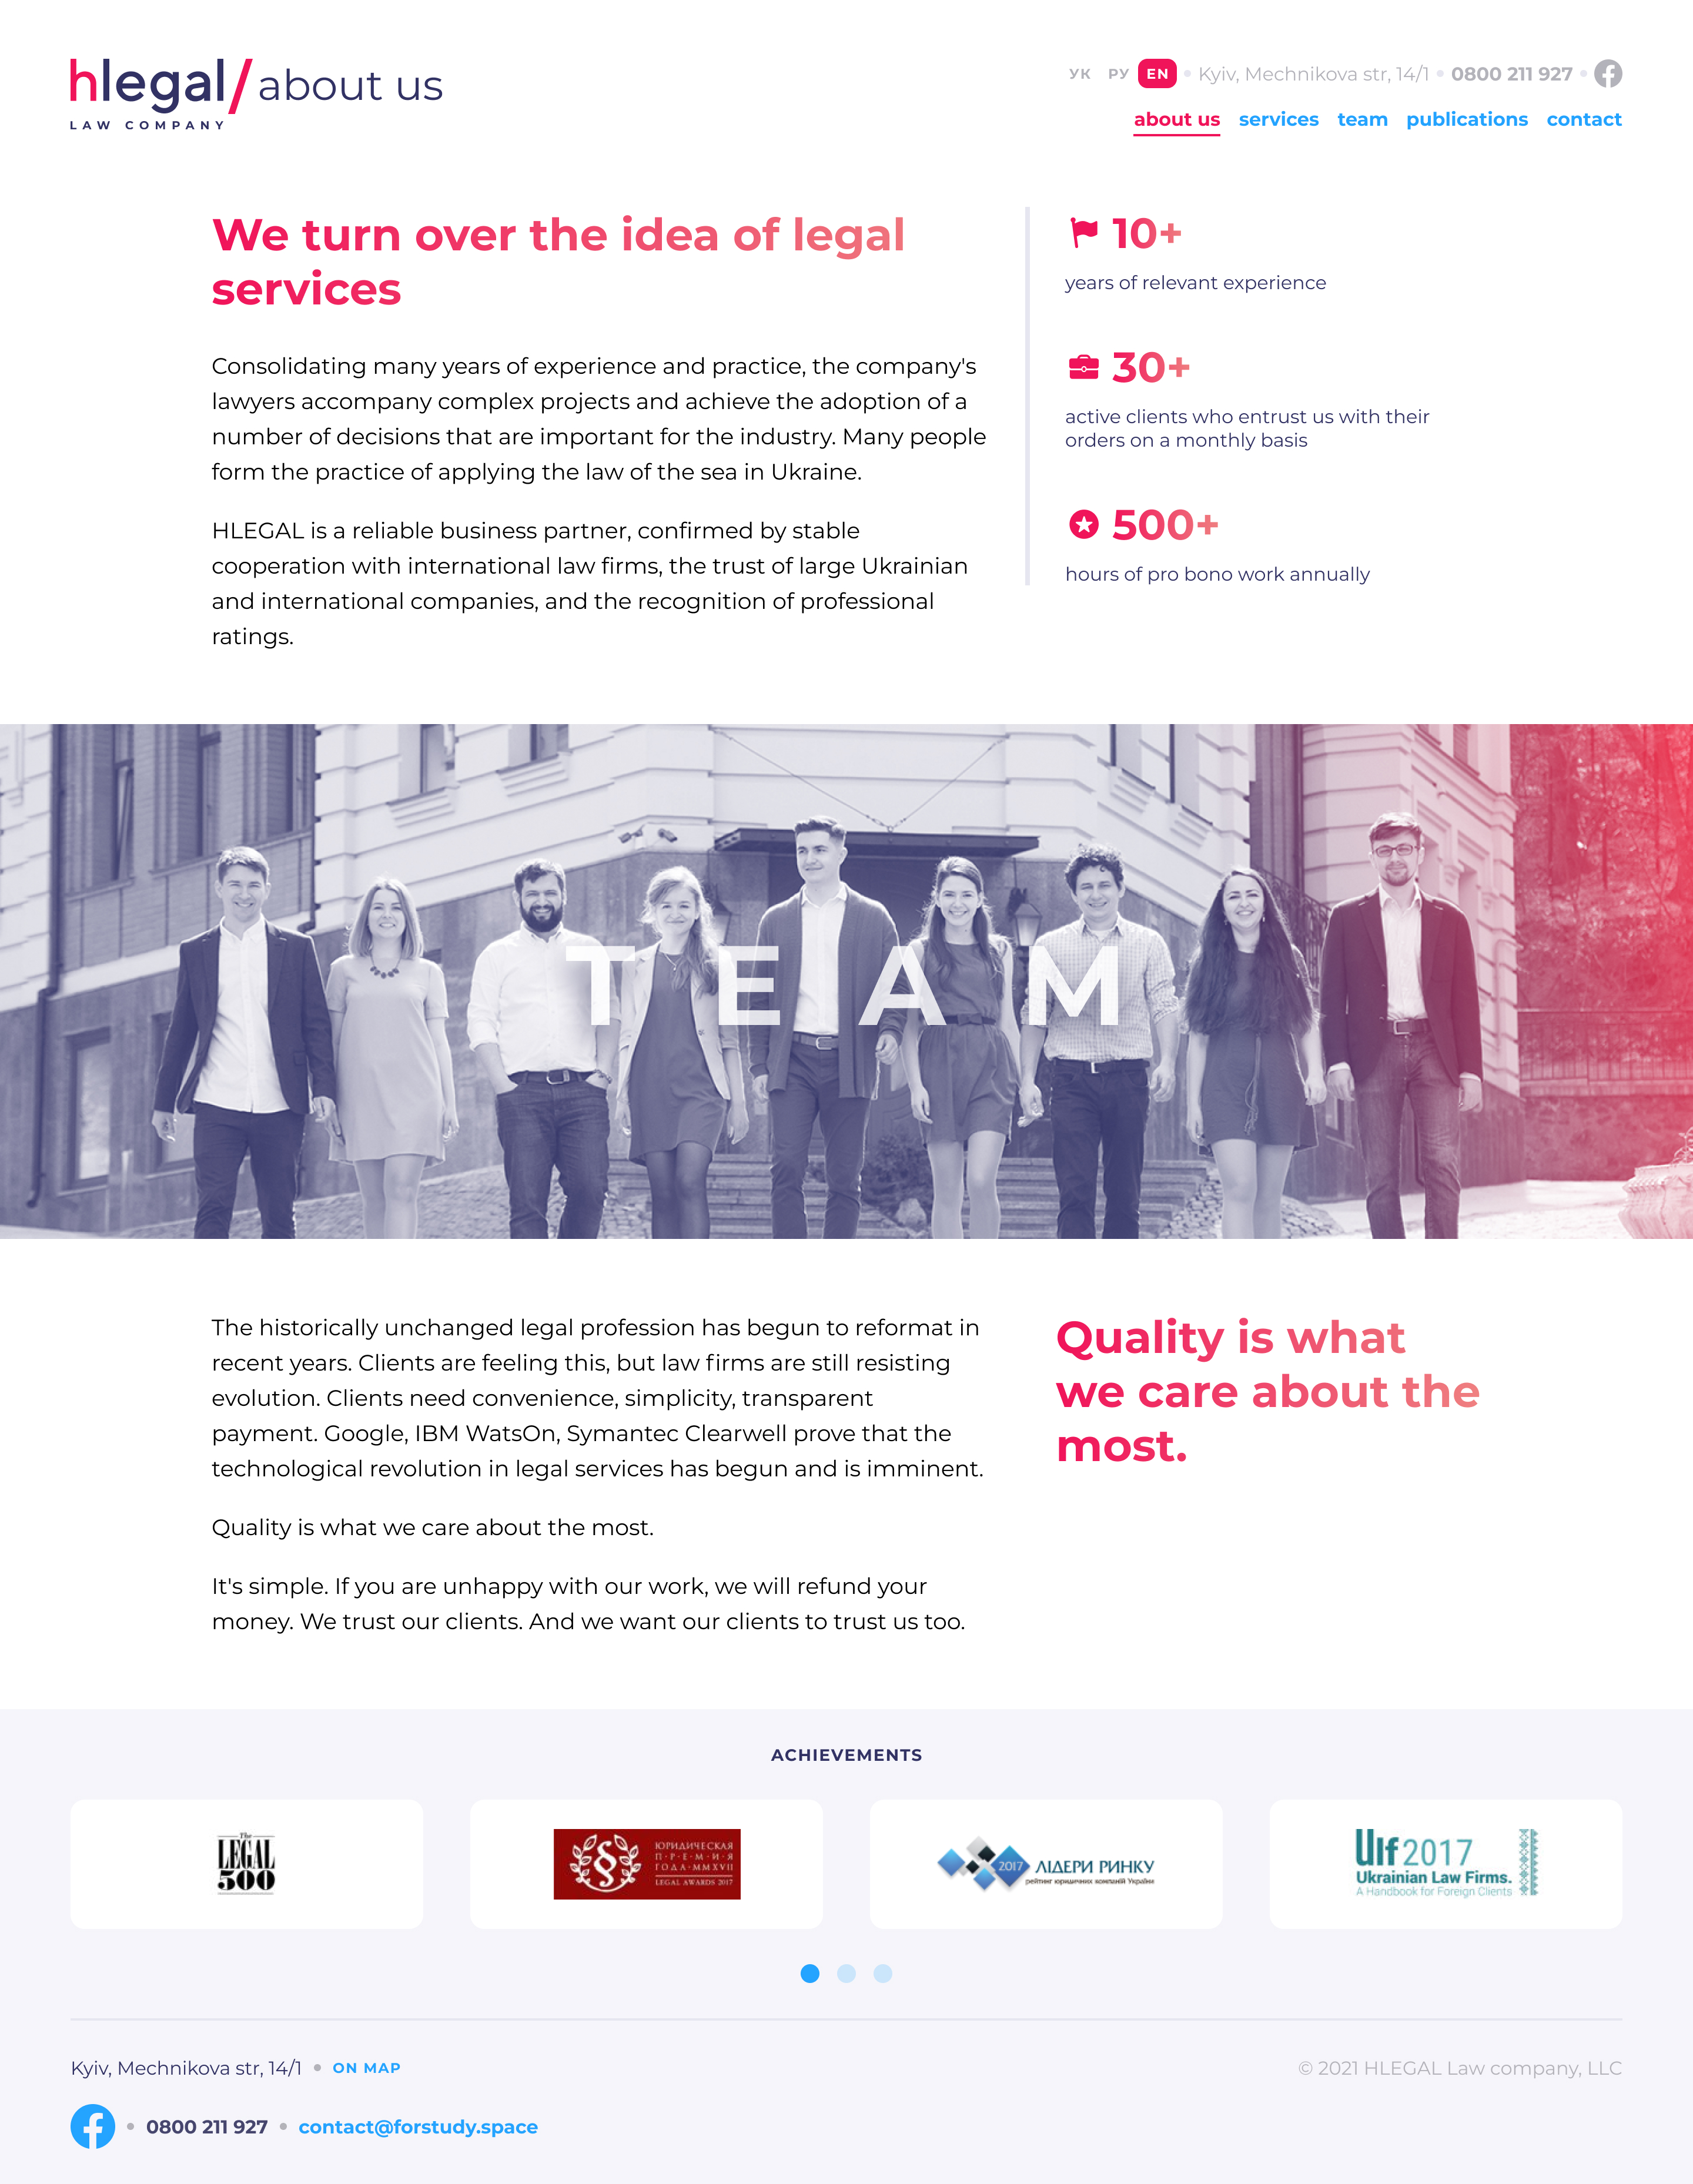 hlegal/about us
LAW COMPANY
УК РУ EN • Kyiv, Mechnikova str, 14/1 • 0800 211 927 •
about us services team publications contact
We turn over the idea of legal
services
Consolidating many years of experience and practice, the company's
lawyers accompany complex projects and achieve the adoption of a
number of decisions that are important for the industry. Many people
form the practice of applying the law of the sea in Ukraine.
HLEGAL is a reliable business partner, confirmed by stable
cooperation with international law firms, the trust of large Ukrainian
and international companies, and the recognition of professional
ratings.
10+
years of relevant experience
30+
active clients who entrust us with their
orders on a monthly basis
500+
hours of pro bono work annually
TEAM
The historically unchanged legal profession has begun to reformat in
recent years. Clients are feeling this, but law firms are still resisting
evolution. Clients need convenience, simplicity, transparent
payment. Google, IBM WatsOn, Symantec Clearwell prove that the
technological revolution in legal services has begun and is imminent.
Quality is what we care about the most.
It's simple. If you are unhappy with our work, we will refund your
money. We trust our clients. And we want our clients to trust us too.
Quality is what
we care about the
most.
ACHIEVEMENTS
The
LEGAL
500
ЮРИДИЧЕСКАЯ
П·Р·Е·М·И·Я
ГОДА·MMXVII
LEGAL AWARDS 2017
2017 ЛІДЕРИ РИНКУ
рейтинг юридичних компаній України
Ulf 2017
Ukrainian Law Firms.
A Handbook for Foreign Clients
Kyiv, Mechnikova str, 14/1 • ON MAP
© 2021 HLEGAL Law company, LLC
• 0800 211 927 • contact@forstudy.space